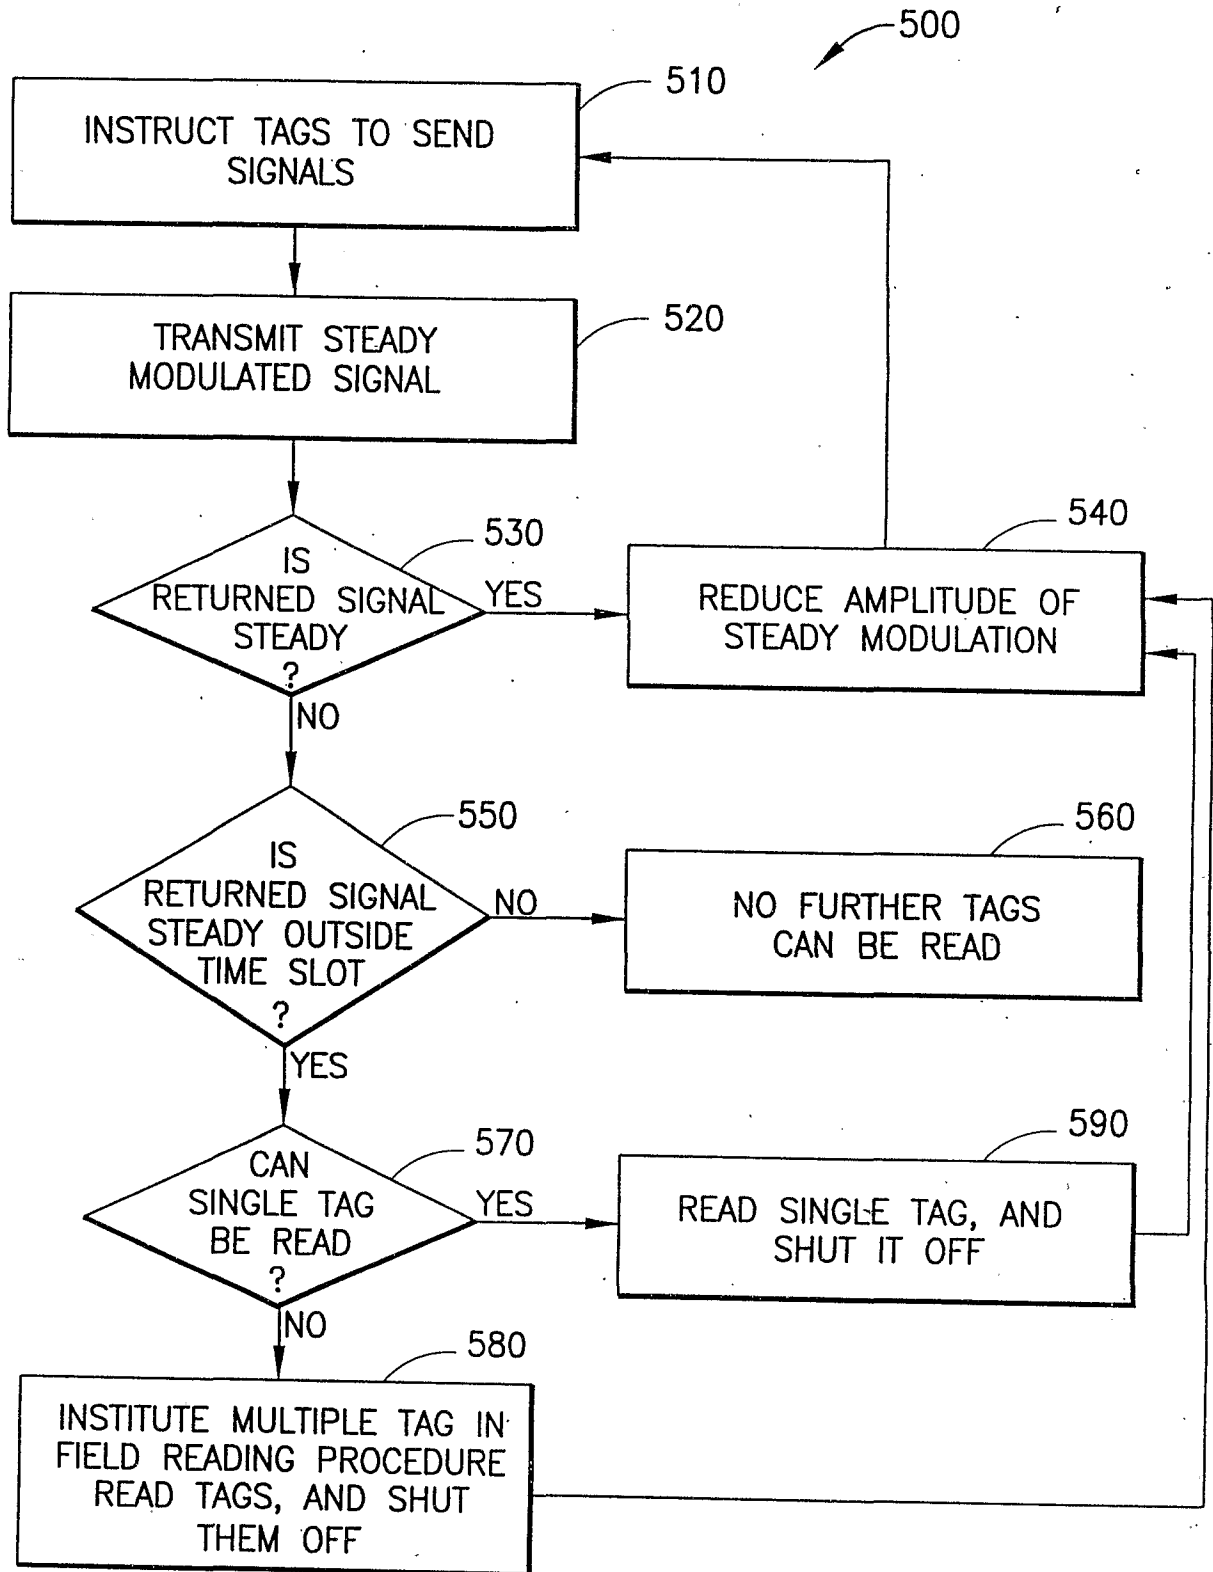 500
510
INSTRUCT TAGS TO SEND
SIGNALS
520
TRANSMIT STEADY
MODULATED SIGNAL
530
IS
RETURNED SIGNAL
STEADY
?
YES
NO
540
REDUCE AMPLITUDE OF
STEADY MODULATION
550
IS
RETURNED SIGNAL
STEADY OUTSIDE
TIME SLOT
?
NO
YES
560
NO FURTHER TAGS
CAN BE READ
570
CAN
SINGLE TAG
BE READ
?
YES
NO
590
READ SINGLE TAG, AND
SHUT IT OFF
580
INSTITUTE MULTIPLE TAG IN
FIELD READING PROCEDURE
READ TAGS, AND SHUT
THEM OFF